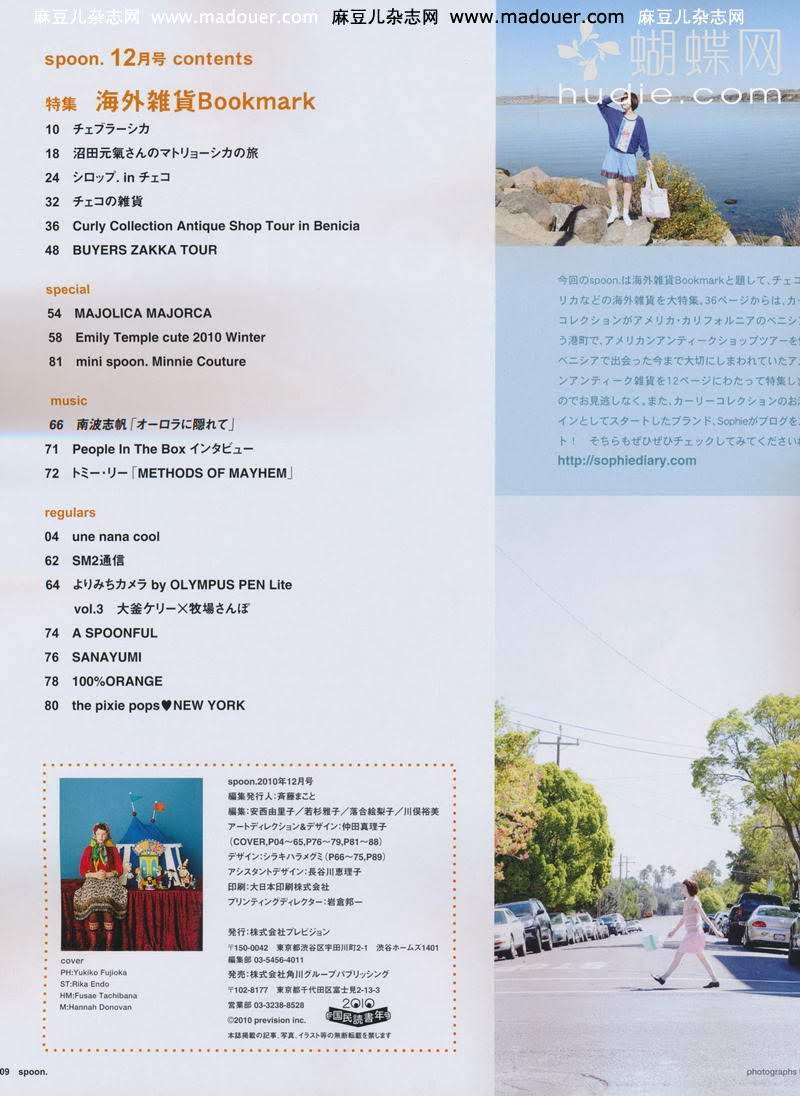 麻豆儿杂志网 www.madouer.com 麻豆儿杂志网 www.madouer.com 麻豆儿杂志网
蝴蝶网
hudie.com
spoon. 12月号 contents
特集 海外雑貨Bookmark
10 チェブラーシカ
18 沼田元氣さんのマトリョーシカの旅
24 シロップ. in チェコ
32 チェコの雑貨
36 Curly Collection Antique Shop Tour in Benicia
48 BUYERS ZAKKA TOUR
special
54 MAJOLICA MAJORCA
58 Emily Temple cute 2010 Winter
81 mini spoon. Minnie Couture
music
66 南波志帆「オーロラに隠れて」
71 People In The Box インタビュー
72 トミー・リー「METHODS OF MAYHEM」
regulars
04 une nana cool
62 SM2通信
64 よりみちカメラ by OLYMPUS PEN Lite
vol.3 大釜ケリー×牧場さんぽ
74 A SPOONFUL
76 SANAYUMI
78 100%ORANGE
80 the pixie pops♥NEW YORK
cover
PH:Yukiko Fujioka
ST:Rika Endo
HM:Fusae Tachibana
M:Hannah Donovan
spoon.2010年12月号
編集発行人:斉藤まこと
編集:安西由里子／若杉雅子／落合絵梨子／川俣裕美
アートディレクション&デザイン:仲田真理子
(COVER,P04〜65,P76〜79,P81〜88)
デザイン:シラキハラメグミ(P66〜75,P89)
アシスタントデザイン:長谷川恵理子
印刷:大日本印刷株式会社
プリンティングディレクター:岩倉邦一
発行:株式会社プレビジョン
〒150-0042 東京都渋谷区宇田川町2-1 渋谷ホームズ1401
編集部 03-5456-4011
発売:株式会社角川グループパブリッシング
〒102-8177 東京都千代田区富士見2-13-3
営業部 03-3238-8528
©2010 prevision inc.
本誌掲載の記事、写真、イラスト等の無断転載を禁じます
2010
国民読書年
今回のspoon.は海外雑貨Bookmarkと題して、チェコ
リカなどの海外雑貨を大特集。36ページからは、カー
コレクションがアメリカ・カリフォルニアのベニシ
う港町で、アメリカンアンティークショップツアーを
ベニシアで出会った今まで大切にしまわれていたア
ンアンティーク雑貨を12ページにわたって特集し
のでお見逃しなく。また、カーリーコレクションのお
インとしてスタートしたブランド、Sophieがブログを
ト! そちらもぜひぜひチェックしてみてください
http://sophiediary.com
09 spoon.
photographs